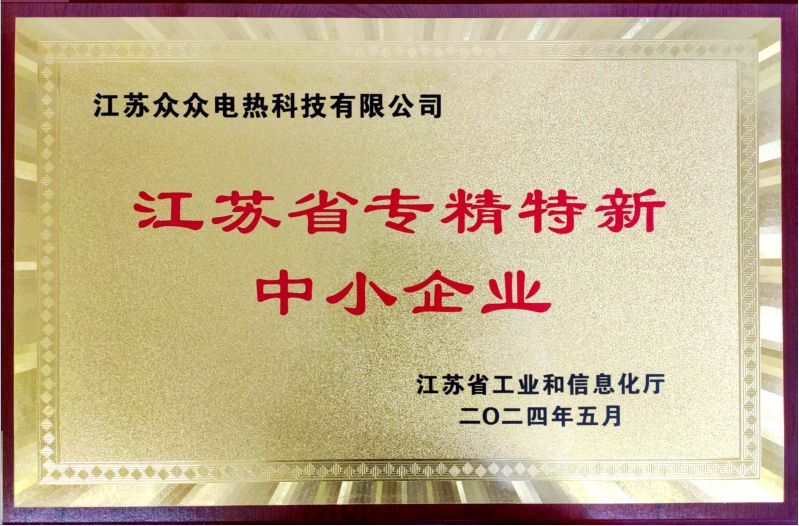 江苏众众电热科技有限公司
江苏省专精特新
中小企业
江苏省工业和信息化厅
二〇二四年五月